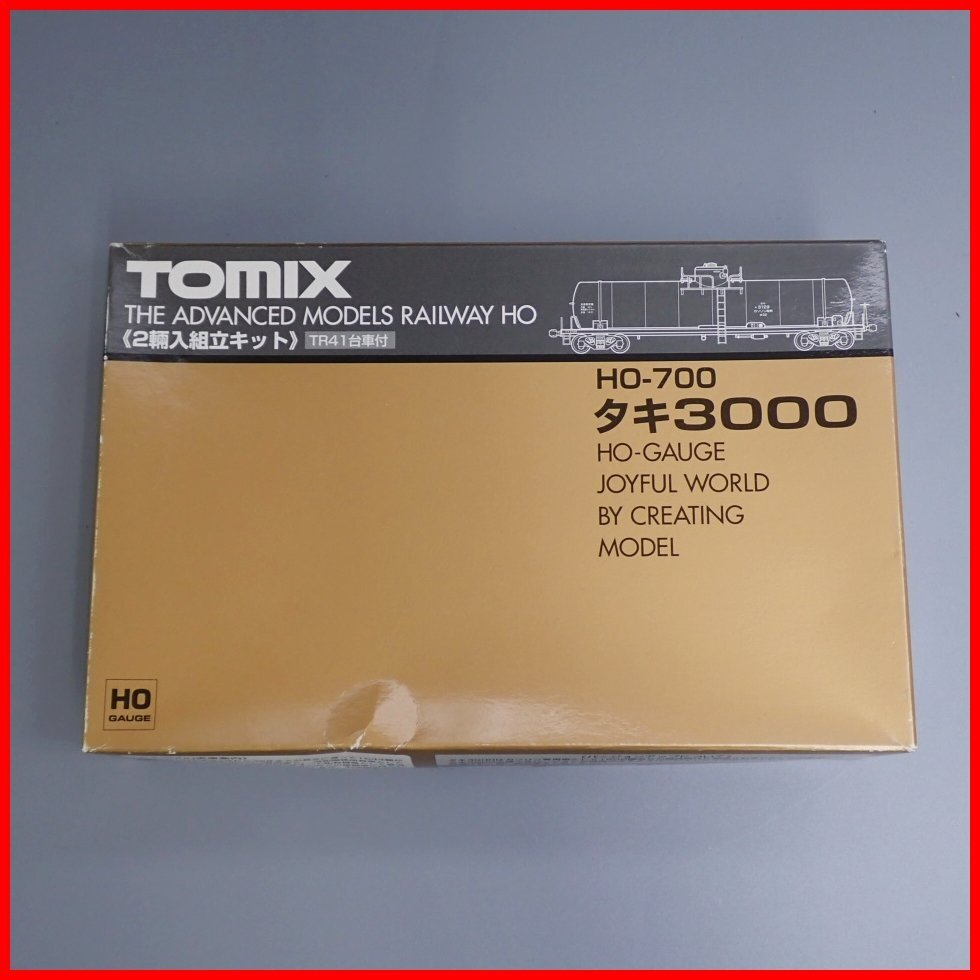 TOMIX
THE ADVANCED MODELS RAILWAY HO
《2輌入組立キット》 TR41台車付
HO-700
タキ3000
HO-GAUGE
JOYFUL WORLD
BY CREATING
MODEL
HO
GAUGE